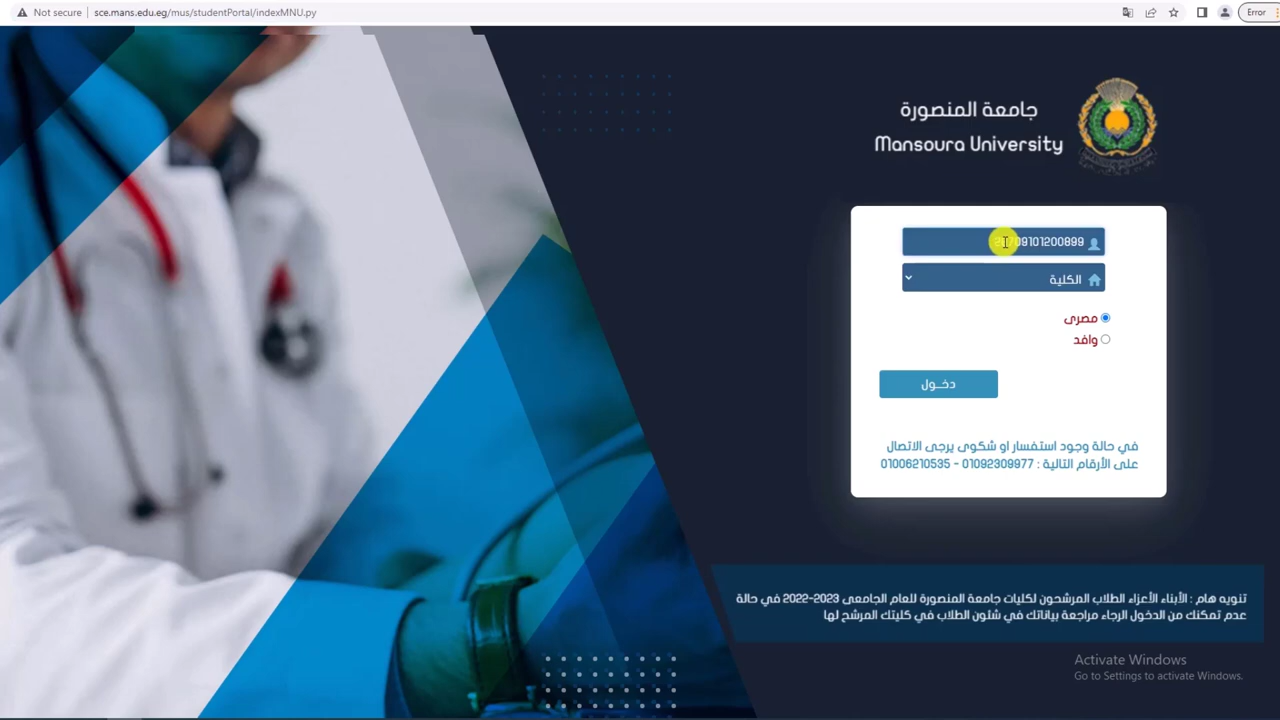 Not secure
sce.mans.edu.eg/mus/studentPortal/indexMNU.py
Error
جامعة المنصورة
Mansoura University
الكلية
مصرى
وافد
دخــول
في حالة وجود استفسار او شكوى يرجى الاتصال
على الأرقام التالية : 01092309977 - 01006210535
تنويه هام : الأبناء الأعزاء الطلاب المرشحون لكليات جامعة المنصورة للعام الجامعى 2023-2022 في حالة
عدم تمكنك من الدخول الرجاء مراجعة بياناتك في شئون الطلاب في كليتك المرشح لها
Activate Windows
Go to Settings to activate Windows.